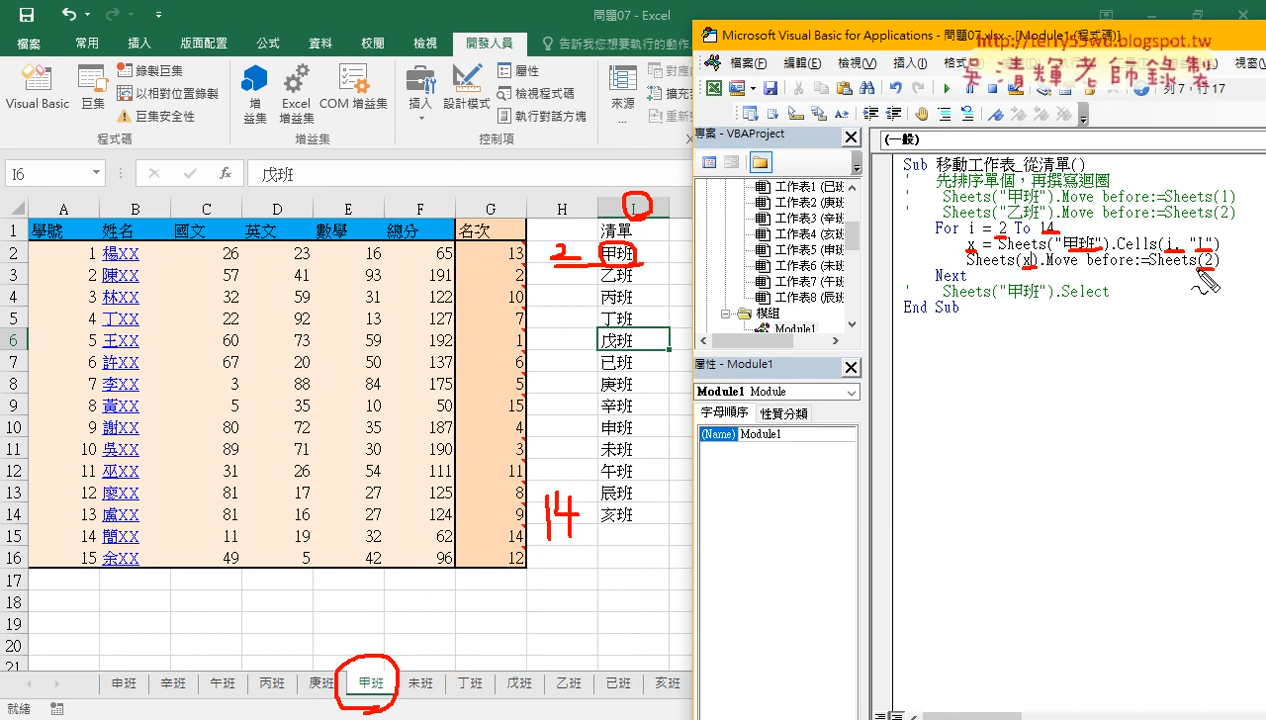 問題07 - Excel
檔案 常用 插入 版面配置 公式 資料 校閱 檢視 開發人員 告訴我您想要執行的動作
Visual Basic 巨集 錄製巨集 以相對位置錄製 巨集安全性 增益集 Excel 增益集 COM 增益集 插入 設計模式 屬性 檢視程式碼 執行對話方塊 來源
程式碼 增益集 控制項
I6 fx 戊班
A B C D E F G H I
1 學號 姓名 國文 英文 數學 總分 名次 清單
2 1 楊XX 26 23 16 65 13 2 甲班
3 2 陳XX 57 41 93 191 2 乙班
4 3 林XX 32 59 31 122 10 丙班
5 4 丁XX 22 92 13 127 7 丁班
6 5 王XX 60 73 59 192 1 戊班
7 6 許XX 67 20 50 137 6 已班
8 7 李XX 3 88 84 175 5 庚班
9 8 黃XX 5 35 10 50 15 辛班
10 9 謝XX 80 72 35 187 4 申班
11 10 吳XX 89 71 30 190 3 未班
12 11 巫XX 31 26 54 111 11 午班
13 12 廖XX 81 17 27 125 8 辰班
14 13 盧XX 81 16 27 124 9 14 亥班
15 14 簡XX 11 19 32 62 14
16 15 余XX 49 5 42 96 12
17
18
19
20
21
申班 辛班 午班 丙班 庚班 甲班 未班 丁班 戊班 乙班 已班 亥班
就緒
Microsoft Visual Basic for Applications - 問題07.xlsx - [Module1 (程式碼)]
http://terry55wu.blogspot.tw
吳清輝老師錄製
檔案(F) 編輯(E) 檢視(V) 插入(I)
列 7, 行 17
專案 - VBAProject
工作表1 (已班
工作表2 (庚班
工作表3 (辛班
工作表4 (午班
工作表5 (申班
工作表6 (未班
工作表7 (亥班
工作表8 (辰班
模組
Module1
屬性 - Module1
Module1 Module
字母順序 性質分類
(Name) Module1
(一般)
Sub 移動工作表_從清單()
' 先排序單個，再撰寫迴圈
' Sheets("甲班").Move before:=Sheets(1)
' Sheets("乙班").Move before:=Sheets(2)
For i = 2 To 14
x = Sheets("甲班").Cells(i, "I")
Sheets(x).Move before:=Sheets(2)
Next
' Sheets("甲班").Select
End Sub